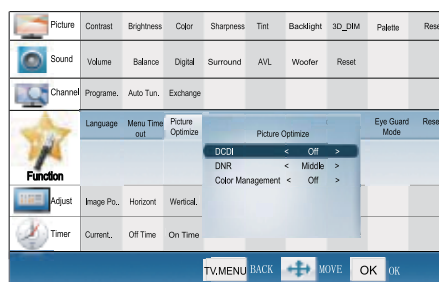 Picture Contrast Brightness Color Sharpness Tint Backlight 3D_DIM Palette Rese
Sound Volume Balance Digital Surround AVL Woofer Reset
Channel Programe. Auto Tun. Exchange
Function Language Menu Time out Picture Optimize Eye Guard Mode Rese
Picture Optimize
DCDI < Off >
DNR < Middle >
Color Management < Off >
Adjust Image Po.. Horizont Wertical.
Timer Current.. Off Time On Time
TV.MENU BACK MOVE OK OK